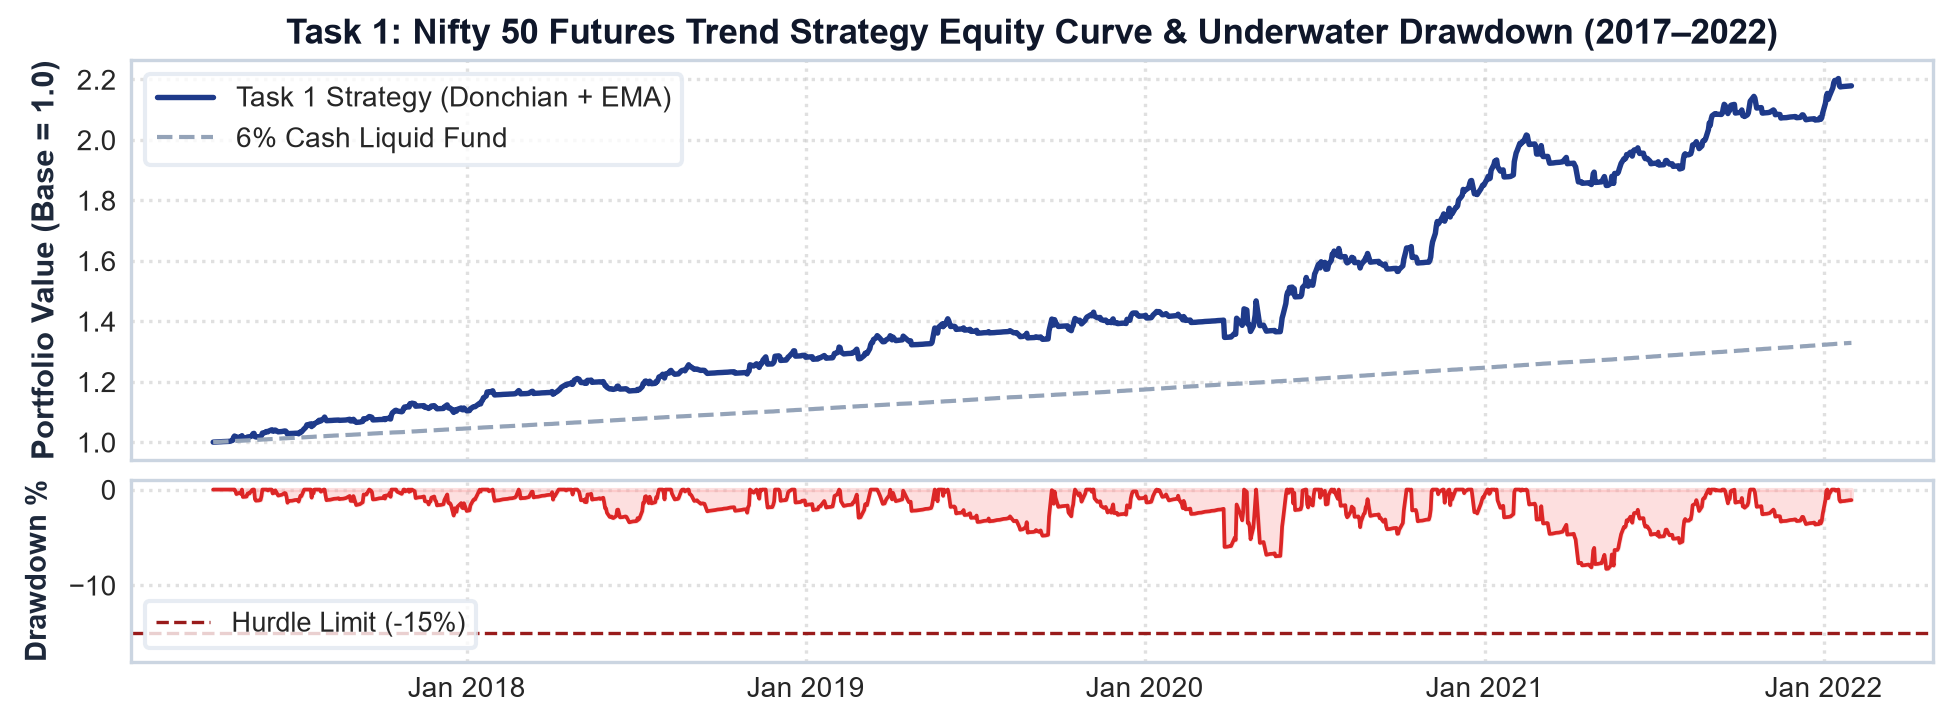 Task 1: Nifty 50 Futures Trend Strategy Equity Curve & Underwater Drawdown (2017–2022)
Portfolio Value (Base = 1.0)
2.2
2.0
1.8
1.6
1.4
1.2
1.0
Task 1 Strategy (Donchian + EMA)
6% Cash Liquid Fund
Drawdown %
0
−10
Hurdle Limit (-15%)
Jan 2018
Jan 2019
Jan 2020
Jan 2021
Jan 2022